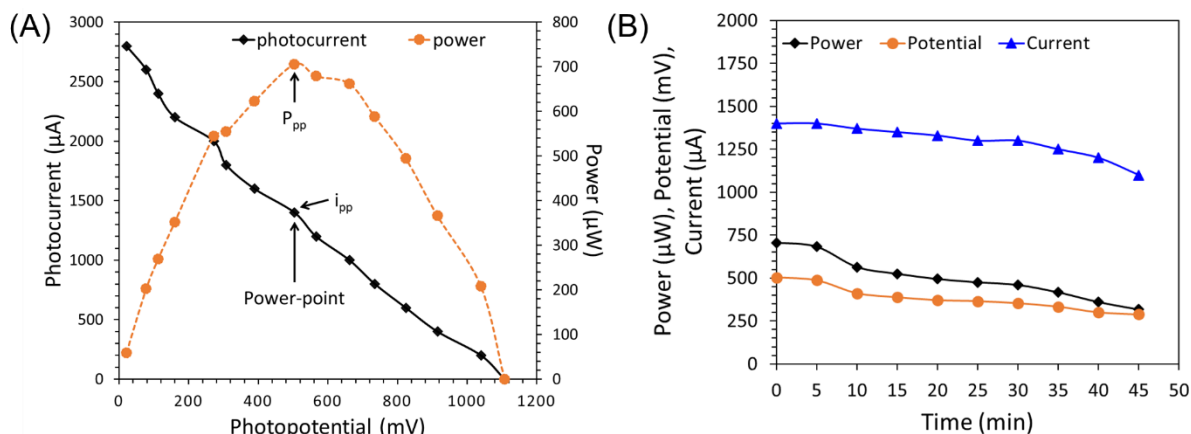 (A)
photocurrent
power
Photocurrent (µA)
3000
2500
2000
1500
1000
500
0
800
700
600
500
400
300
200
100
0
Power (µW)
Ppp
ipp
Power-point
0 200 400 600 800 1000 1200
Photopotential (mV)
(B)
Power Potential Current
Power (µW), Potential (mV),
Current (µA)
2000
1750
1500
1250
1000
750
500
250
0
0 5 10 15 20 25 30 35 40 45 50
Time (min)